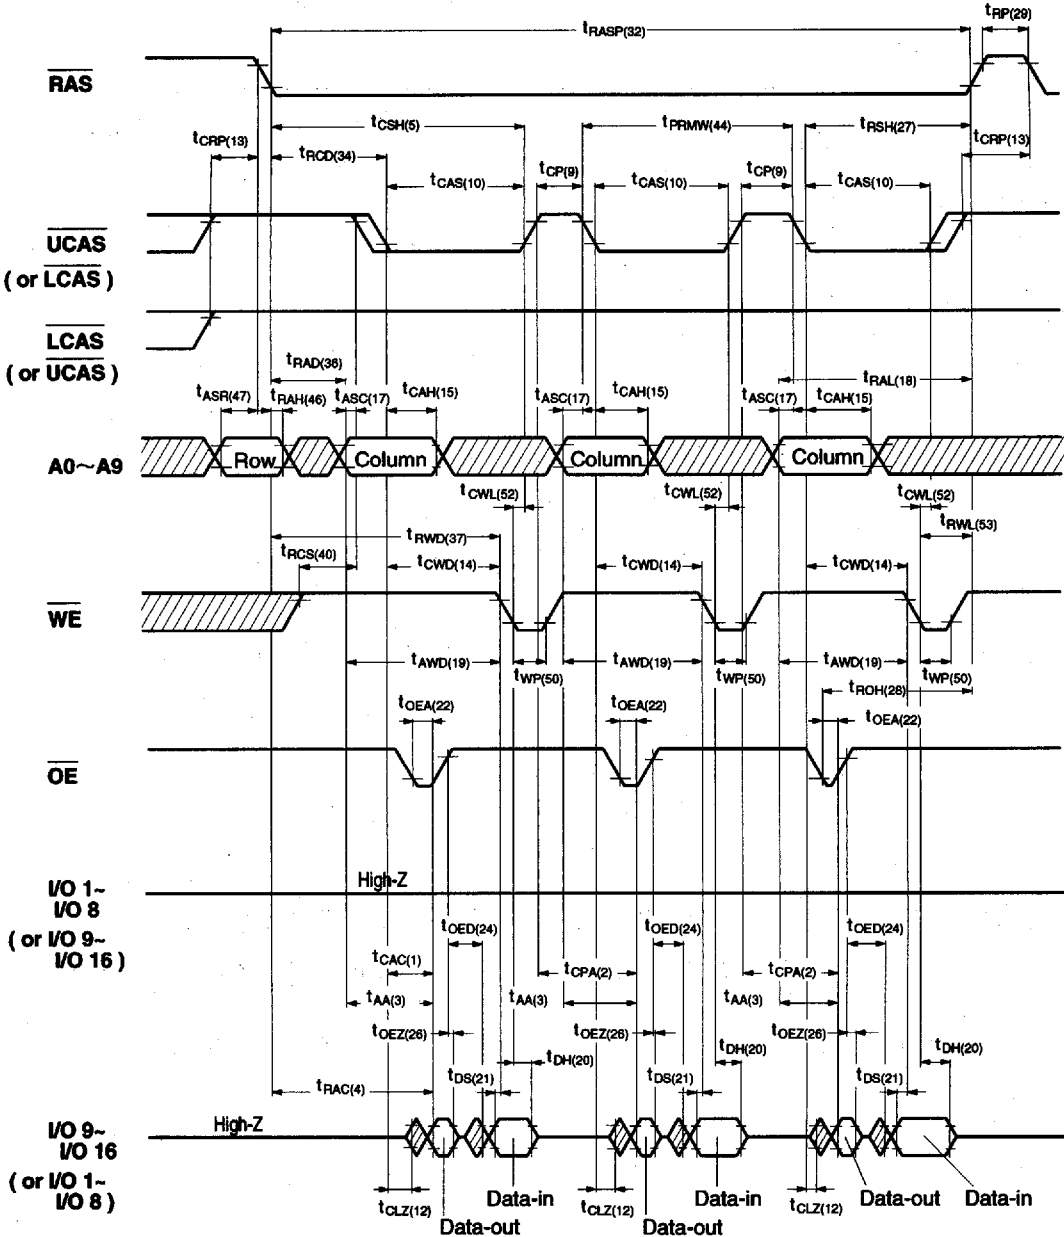 tRP(29)
tRASP(32)
RAS
tCSH(5) tPRMW(44) tRSH(27)
tCRP(13) tRCD(34) tCRP(13)
tCAS(10) tCP(9) tCAS(10) tCP(9) tCAS(10)
UCAS
( or LCAS )
LCAS
( or UCAS )
tRAD(36) tRAL(18)
tASR(47) tRAH(46) tASC(17) tCAH(15) tASC(17) tCAH(15) tASC(17) tCAH(15)
A0~A9 Row Column Column Column
tCWL(52) tCWL(52) tCWL(52)
tRWD(37) tRWL(53)
tRCS(40) tCWD(14) tCWD(14) tCWD(14)
WE
tAWD(19) tWP(50) tAWD(19) tWP(50) tAWD(19) tWP(50)
tROH(28)
tOEA(22) tOEA(22) tOEA(22)
OE
High-Z
I/O 1~
I/O 8
( or I/O 9~
I/O 16 )
tOED(24) tOED(24) tOED(24)
tCAC(1) tCPA(2) tCPA(2)
tAA(3) tAA(3) tAA(3)
tOEZ(26) tOEZ(26) tOEZ(26)
tDH(20) tDH(20) tDH(20)
tRAC(4) tDS(21) tDS(21) tDS(21)
I/O 9~
I/O 16
( or I/O 1~
I/O 8 )
High-Z
Data-in Data-in Data-out Data-in
tCLZ(12) tCLZ(12) tCLZ(12)
Data-out Data-out